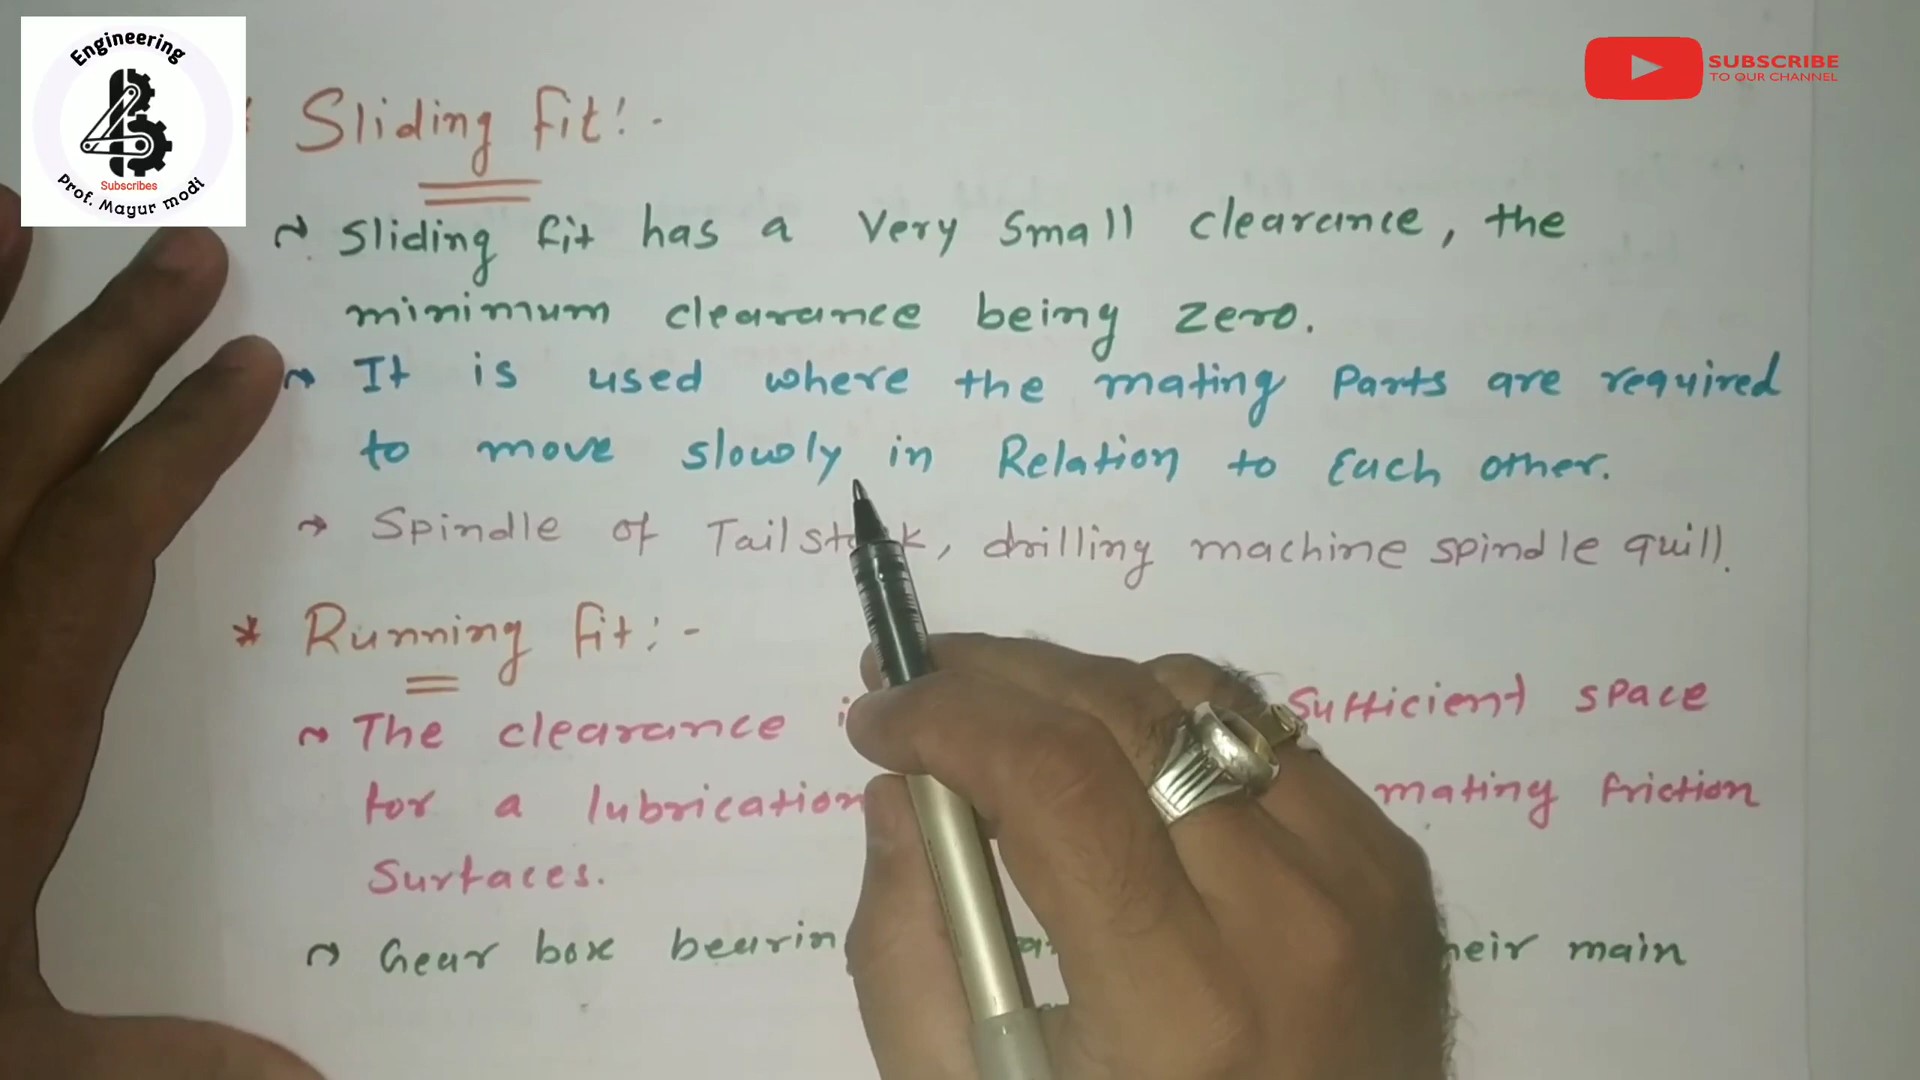 Engineering
Subscribes
Prof. Mayur modi
SUBSCRIBE
TO OUR CHANNEL
Sliding fit:-
Sliding fit has a very small clearance, the
minimum clearance being zero.
It is used where the mating Parts are required
to move slowly in Relation to Each other.
Spindle of Tailstock, drilling machine spindle quill.
* Running fit:-
The clearance Sufficient space
for a lubrication mating friction
Surfaces.
Gear box main